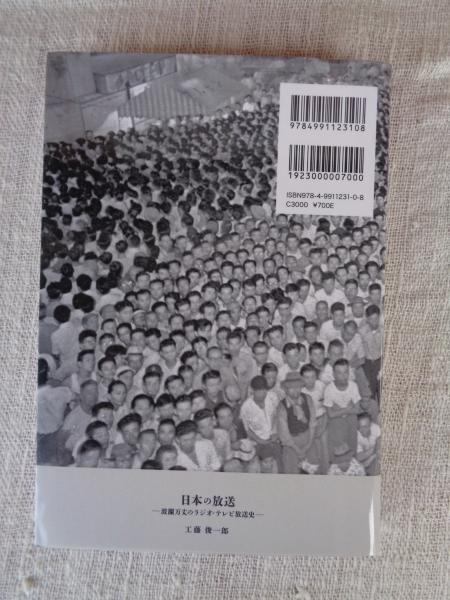 9784991123108
1923000007000
ISBN978-4-9911231-0-8
C3000 ¥700E
日本の放送
―波瀾万丈のラジオ・テレビ放送史―
工藤 俊一郎